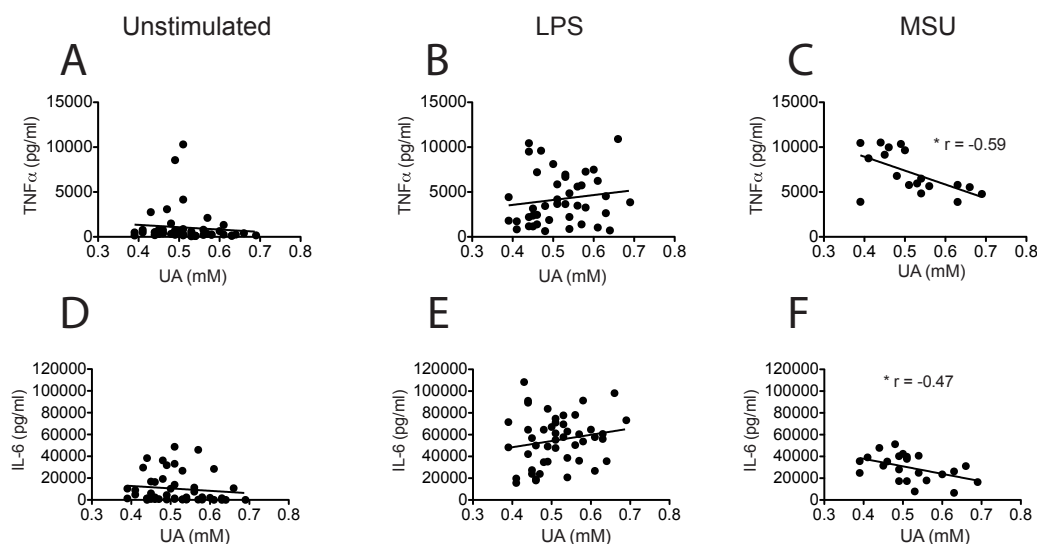 Unstimulated
LPS
MSU
A
B
C
15000
10000
5000
0
TNFα (pg/ml)
0.3 0.4 0.5 0.6 0.7 0.8
UA (mM)
15000
10000
5000
0
TNFα (pg/ml)
0.3 0.4 0.5 0.6 0.7 0.8
UA (mM)
15000
10000
5000
0
TNFα (pg/ml)
* r = -0.59
0.3 0.4 0.5 0.6 0.7 0.8
UA (mM)
D
E
F
120000
100000
80000
60000
40000
20000
0
IL-6 (pg/ml)
0.3 0.4 0.5 0.6 0.7 0.8
UA (mM)
120000
100000
80000
60000
40000
20000
0
IL-6 (pg/ml)
0.3 0.4 0.5 0.6 0.7 0.8
UA (mM)
120000
100000
80000
60000
40000
20000
0
IL-6 (pg/ml)
* r = -0.47
0.3 0.4 0.5 0.6 0.7 0.8
UA (mM)